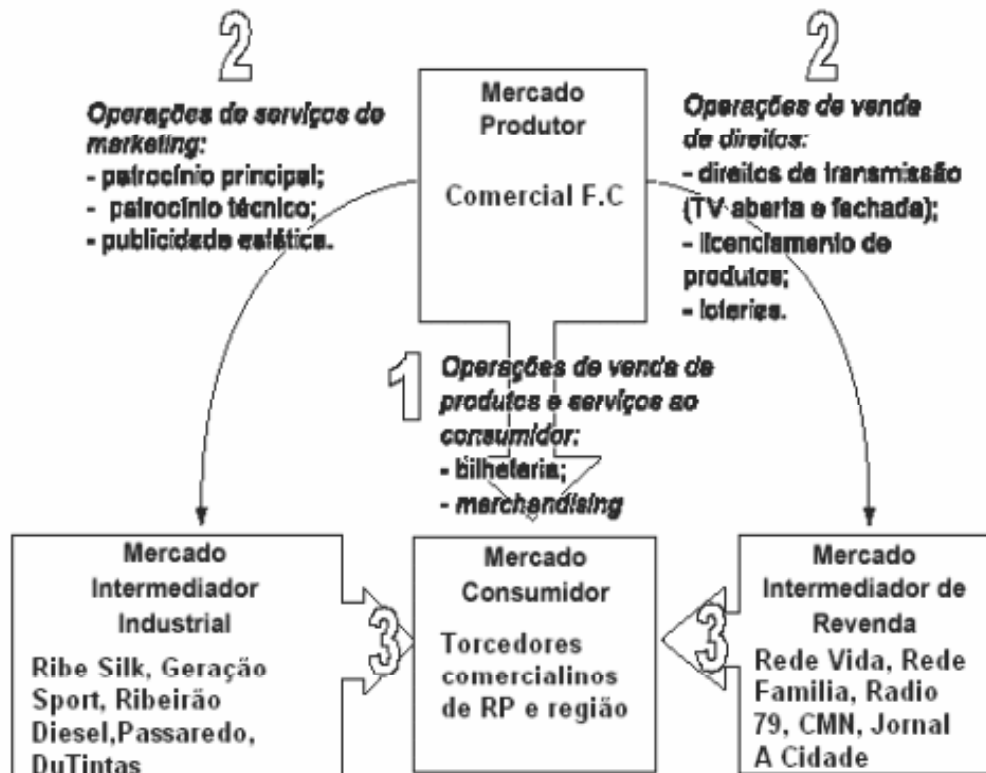 2
Operações de serviços de
marketing:
- patrocínio principal;
- patrocínio técnico;
- publicidade estática.
Mercado
Produtor
Comercial F.C
2
Operações de venda
de direitos:
- direitos de transmissão
(TV aberta e fechada);
- licenciamento de
produtos;
- loterias.
1
Operações de venda de
produtos e serviços ao
consumidor:
- bilheteria;
- merchandising
Mercado
Intermediador
Industrial
Ribe Silk, Geração
Sport, Ribeirão
Diesel,Passaredo,
DuTintas
3
Mercado
Consumidor
Torcedores
comercialinos
de RP e região
3
Mercado
Intermediador de
Revenda
Rede Vida, Rede
Familia, Radio
79, CMN, Jornal
A Cidade